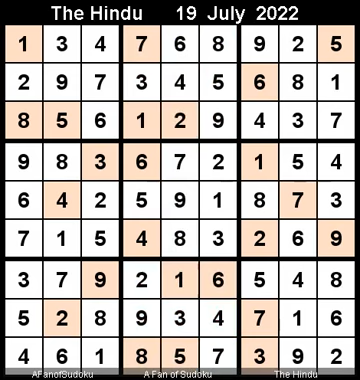 The Hindu 19 July 2022
1 3 4 7 6 8 9 2 5
2 9 7 3 4 5 6 8 1
8 5 6 1 2 9 4 3 7
9 8 3 6 7 2 1 5 4
6 4 2 5 9 1 8 7 3
7 1 5 4 8 3 2 6 9
3 7 9 2 1 6 5 4 8
5 2 8 9 3 4 7 1 6
4 6 1 8 5 7 3 9 2
AFanofSudoku A Fan of Sudoku The Hindu